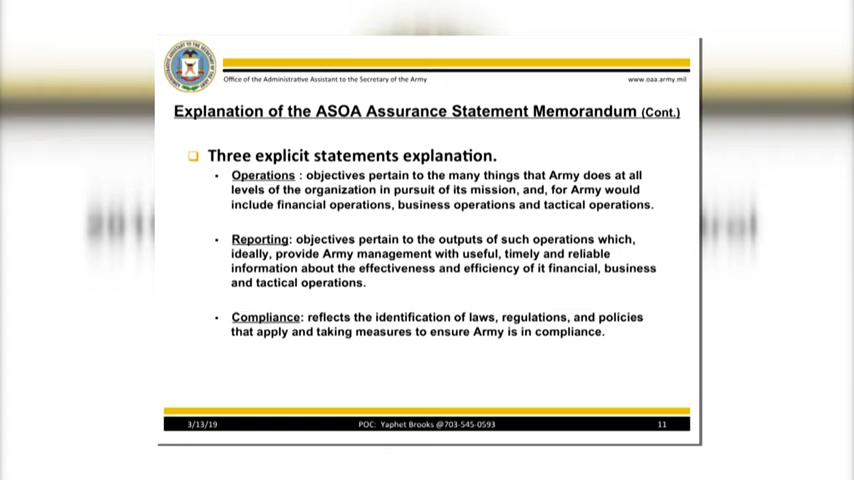 Office of the Administrative Assistant to the Secretary of the Army
www.oaa.army.mil
Explanation of the ASOA Assurance Statement Memorandum (Cont.)
Three explicit statements explanation.
Operations : objectives pertain to the many things that Army does at all
levels of the organization in pursuit of its mission, and, for Army would
include financial operations, business operations and tactical operations.
Reporting: objectives pertain to the outputs of such operations which,
ideally, provide Army management with useful, timely and reliable
information about the effectiveness and efficiency of it financial, business
and tactical operations.
Compliance: reflects the identification of laws, regulations, and policies
that apply and taking measures to ensure Army is in compliance.
3/13/19
POC: Yaphet Brooks @703-545-0593
11